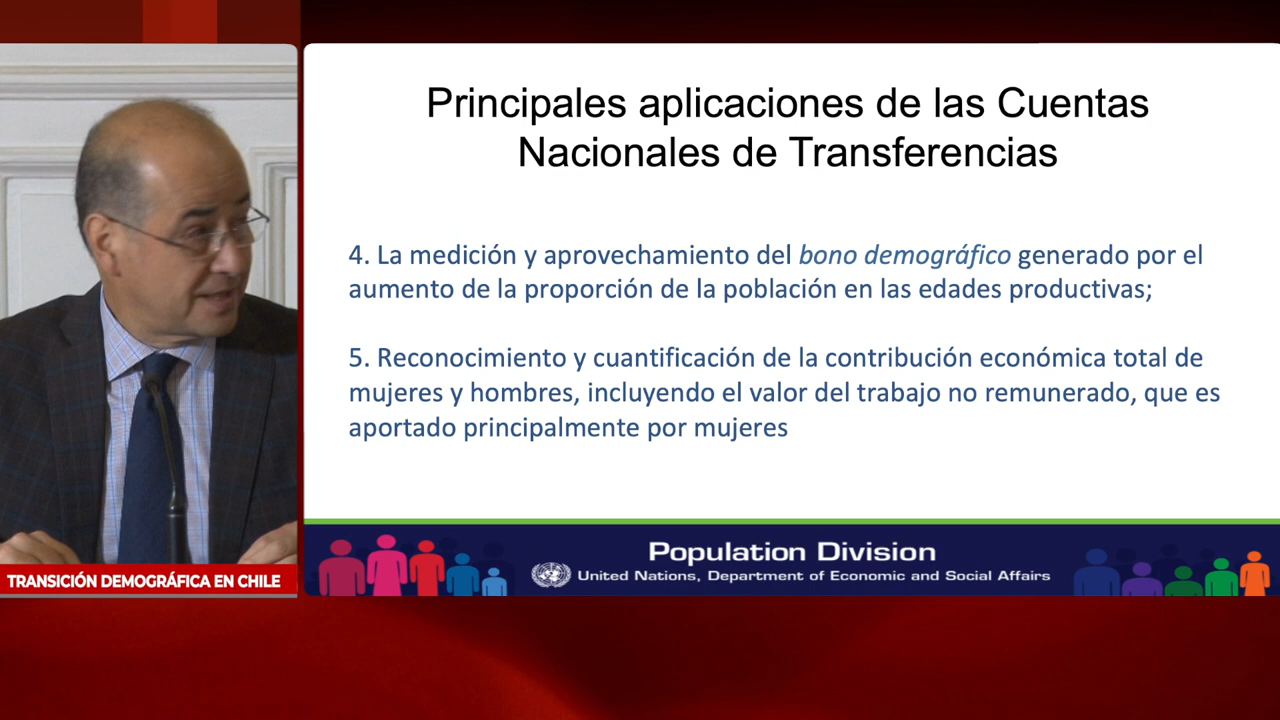 Principales aplicaciones de las Cuentas
Nacionales de Transferencias
4. La medición y aprovechamiento del bono demográfico generado por el
aumento de la proporción de la población en las edades productivas;
5. Reconocimiento y cuantificación de la contribución económica total de
mujeres y hombres, incluyendo el valor del trabajo no remunerado, que es
aportado principalmente por mujeres
TRANSICIÓN DEMOGRÁFICA EN CHILE
Population Division
United Nations, Department of Economic and Social Affairs